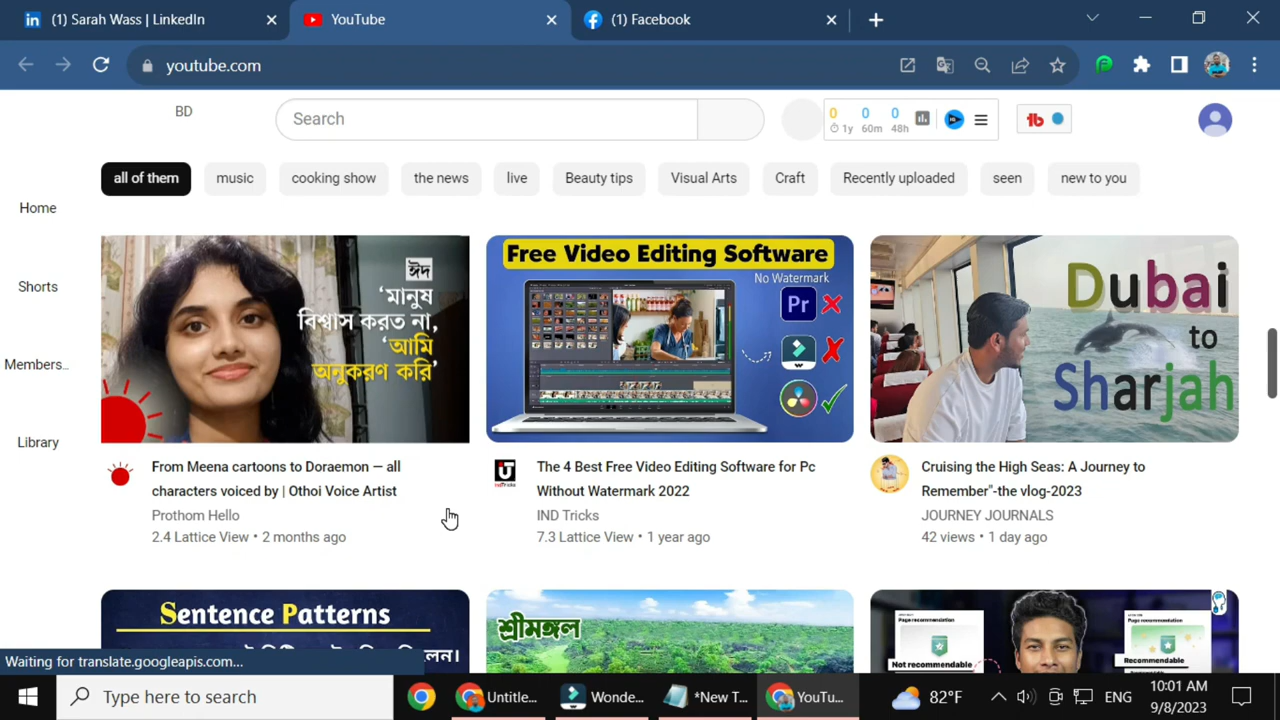 (1) Sarah Wass | LinkedIn
YouTube
(1) Facebook
youtube.com
BD
Search
0 0 0
1y 60m 48h
all of them
music
cooking show
the news
live
Beauty tips
Visual Arts
Craft
Recently uploaded
seen
new to you
Home
Shorts
Members...
Library
ঈদ
‘মানুষ
বিশ্বাস করত না,
‘আমি
অনুকরণ করি’
Free Video Editing Software
No Watermark
Pr
Dubai
to
Sharjah
From Meena cartoons to Doraemon — all
characters voiced by | Othoi Voice Artist
Prothom Hello
2.4 Lattice View • 2 months ago
The 4 Best Free Video Editing Software for Pc
Without Watermark 2022
IND Tricks
7.3 Lattice View • 1 year ago
Cruising the High Seas: A Journey to
Remember"-the vlog-2023
JOURNEY JOURNALS
42 views • 1 day ago
Sentence Patterns
শ্রীমঙ্গল
Page recommendation
Not recommendable
Page recommendation
Recommendable
Waiting for translate.googleapis.com...
Type here to search
Untitle...
Wonde...
*New T...
YouTu...
82°F
ENG
10:01 AM
9/8/2023